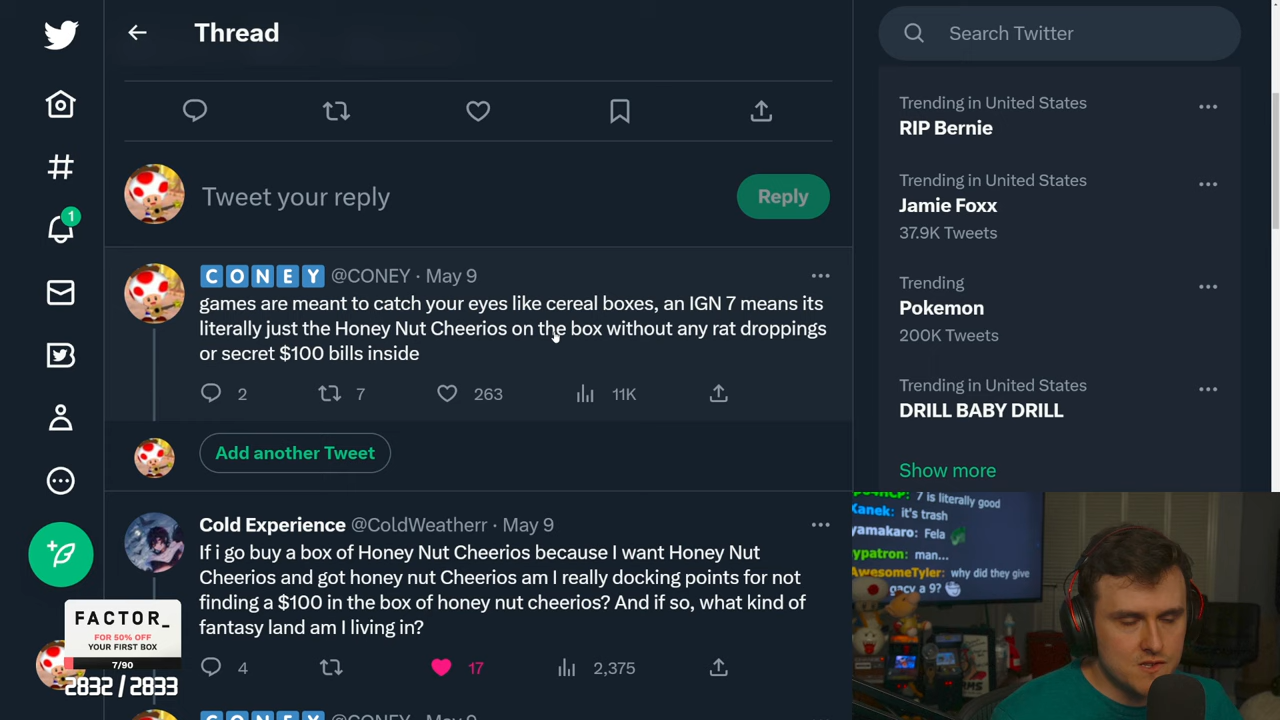 Thread
Search Twitter
Trending in United States
RIP Bernie
Trending in United States
Jamie Foxx
37.9K Tweets
Trending
Pokemon
200K Tweets
Trending in United States
DRILL BABY DRILL
Show more
1
Tweet your reply
Reply
CONEY @CONEY · May 9
games are meant to catch your eyes like cereal boxes, an IGN 7 means its
literally just the Honey Nut Cheerios on the box without any rat droppings
or secret $100 bills inside
2 7 263 11K
Add another Tweet
Cold Experience @ColdWeatherr · May 9
If i go buy a box of Honey Nut Cheerios because I want Honey Nut
Cheerios and got honey nut Cheerios am I really docking points for not
finding a $100 in the box of honey nut cheerios? And if so, what kind of
fantasy land am I living in?
4 17 2,375
FACTOR_
FOR 50% OFF
YOUR FIRST BOX
7/90
2832 / 2833
7 is literally good
Kanek: it's trash
yamakaro: Fela
ypatron: man...
AwesomeTyler: why did they give
gacy a 9?